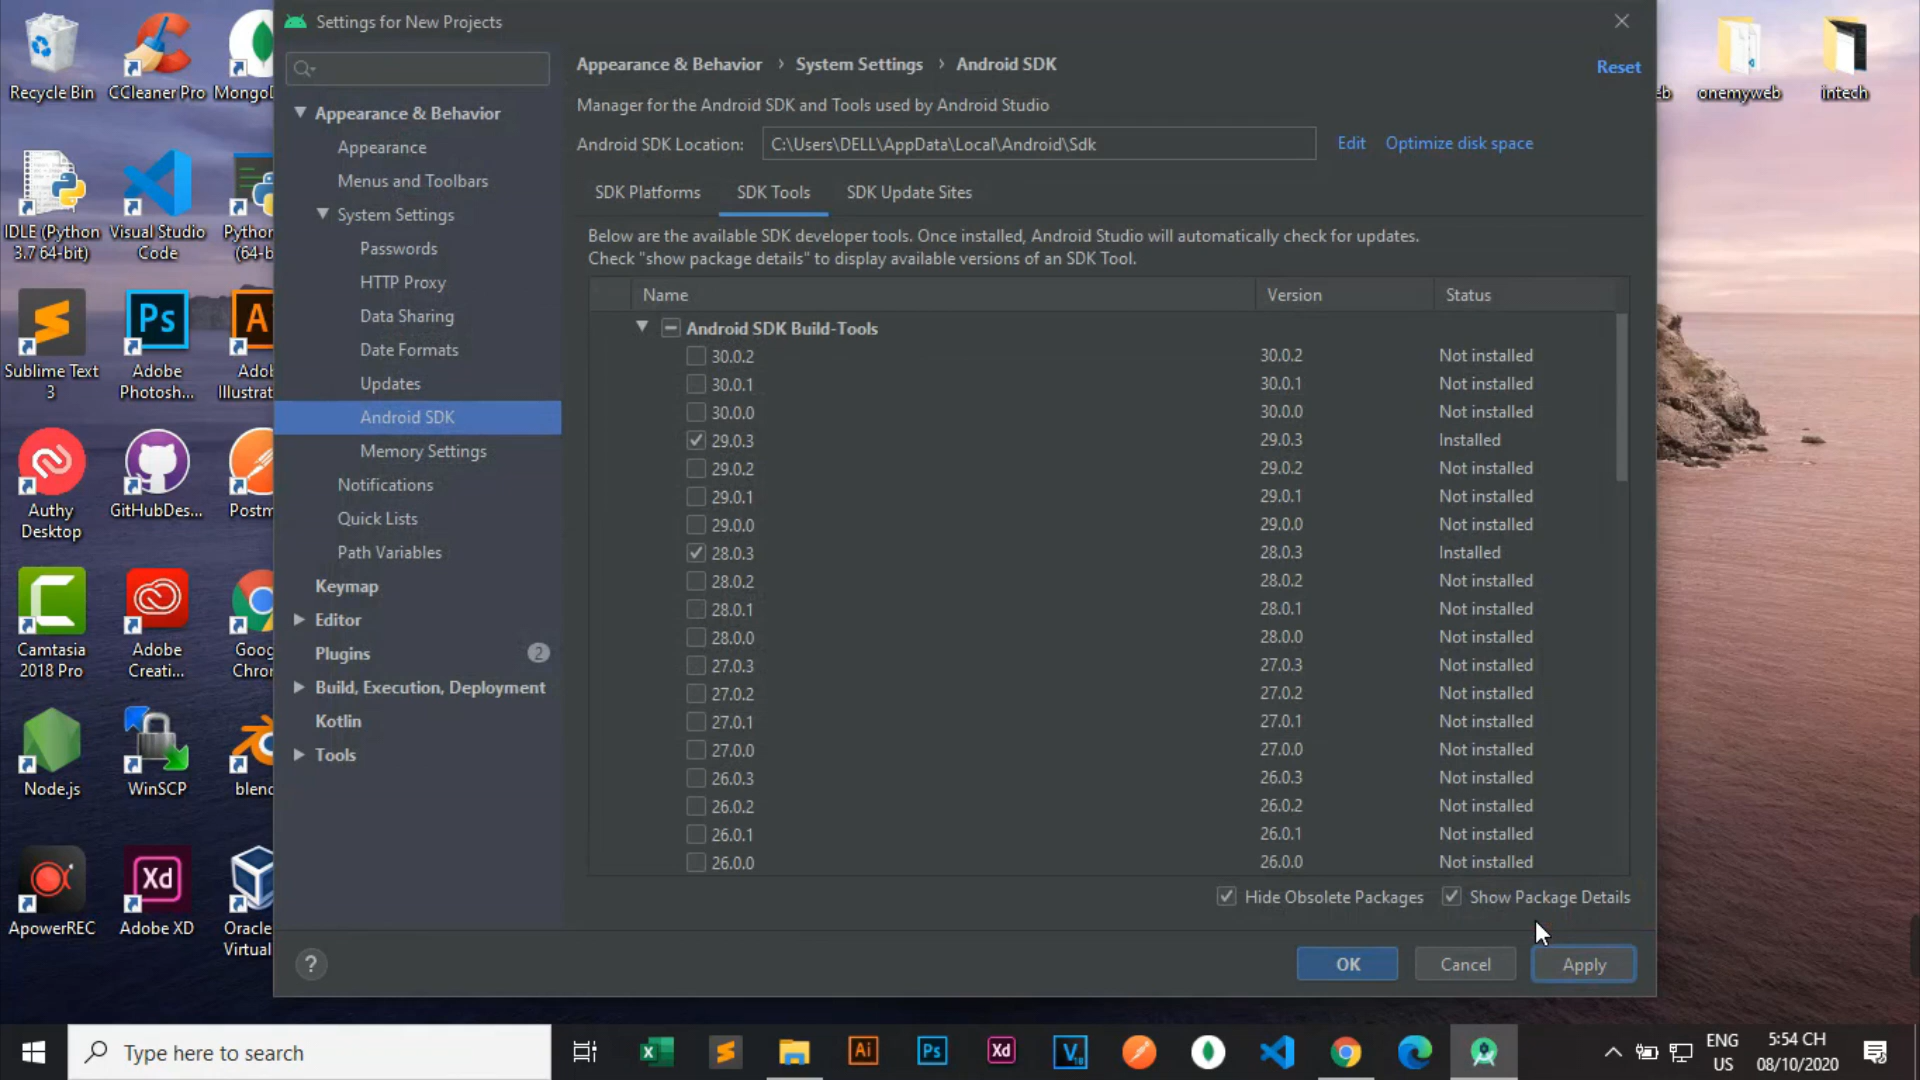 Settings for New Projects
Recycle Bin
CCleaner Pro
MongoD
IDLE (Python
3.7 64-bit)
Visual Studio
Code
Python
(64-b
Sublime Text
3
Adobe
Photosh...
Adob
Illustrat
Authy
Desktop
GitHubDes...
Postm
Camtasia
2018 Pro
Adobe
Creati...
Goog
Chror
Node.js
WinSCP
blenc
ApowerREC
Adobe XD
Oracle
Virtual
Appearance & Behavior
Appearance
Menus and Toolbars
System Settings
Passwords
HTTP Proxy
Data Sharing
Date Formats
Updates
Android SDK
Memory Settings
Notifications
Quick Lists
Path Variables
Keymap
Editor
Plugins 2
Build, Execution, Deployment
Kotlin
Tools
?
Appearance & Behavior › System Settings › Android SDK
Reset
Manager for the Android SDK and Tools used by Android Studio
Android SDK Location: C:\Users\DELL\AppData\Local\Android\Sdk Edit Optimize disk space
SDK Platforms SDK Tools SDK Update Sites
Below are the available SDK developer tools. Once installed, Android Studio will automatically check for updates.
Check "show package details" to display available versions of an SDK Tool.
Name Version Status
Android SDK Build-Tools
30.0.2 30.0.2 Not installed
30.0.1 30.0.1 Not installed
30.0.0 30.0.0 Not installed
29.0.3 29.0.3 Installed
29.0.2 29.0.2 Not installed
29.0.1 29.0.1 Not installed
29.0.0 29.0.0 Not installed
28.0.3 28.0.3 Installed
28.0.2 28.0.2 Not installed
28.0.1 28.0.1 Not installed
28.0.0 28.0.0 Not installed
27.0.3 27.0.3 Not installed
27.0.2 27.0.2 Not installed
27.0.1 27.0.1 Not installed
27.0.0 27.0.0 Not installed
26.0.3 26.0.3 Not installed
26.0.2 26.0.2 Not installed
26.0.1 26.0.1 Not installed
26.0.0 26.0.0 Not installed
Hide Obsolete Packages Show Package Details
OK Cancel Apply
eb
onemyweb
intech
Type here to search
ENG
US
5:54 CH
08/10/2020